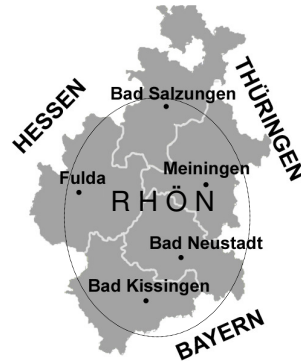 HESSEN
THÜRINGEN
Bad Salzungen
Fulda
Meiningen
RHÖN
Bad Neustadt
Bad Kissingen
BAYERN